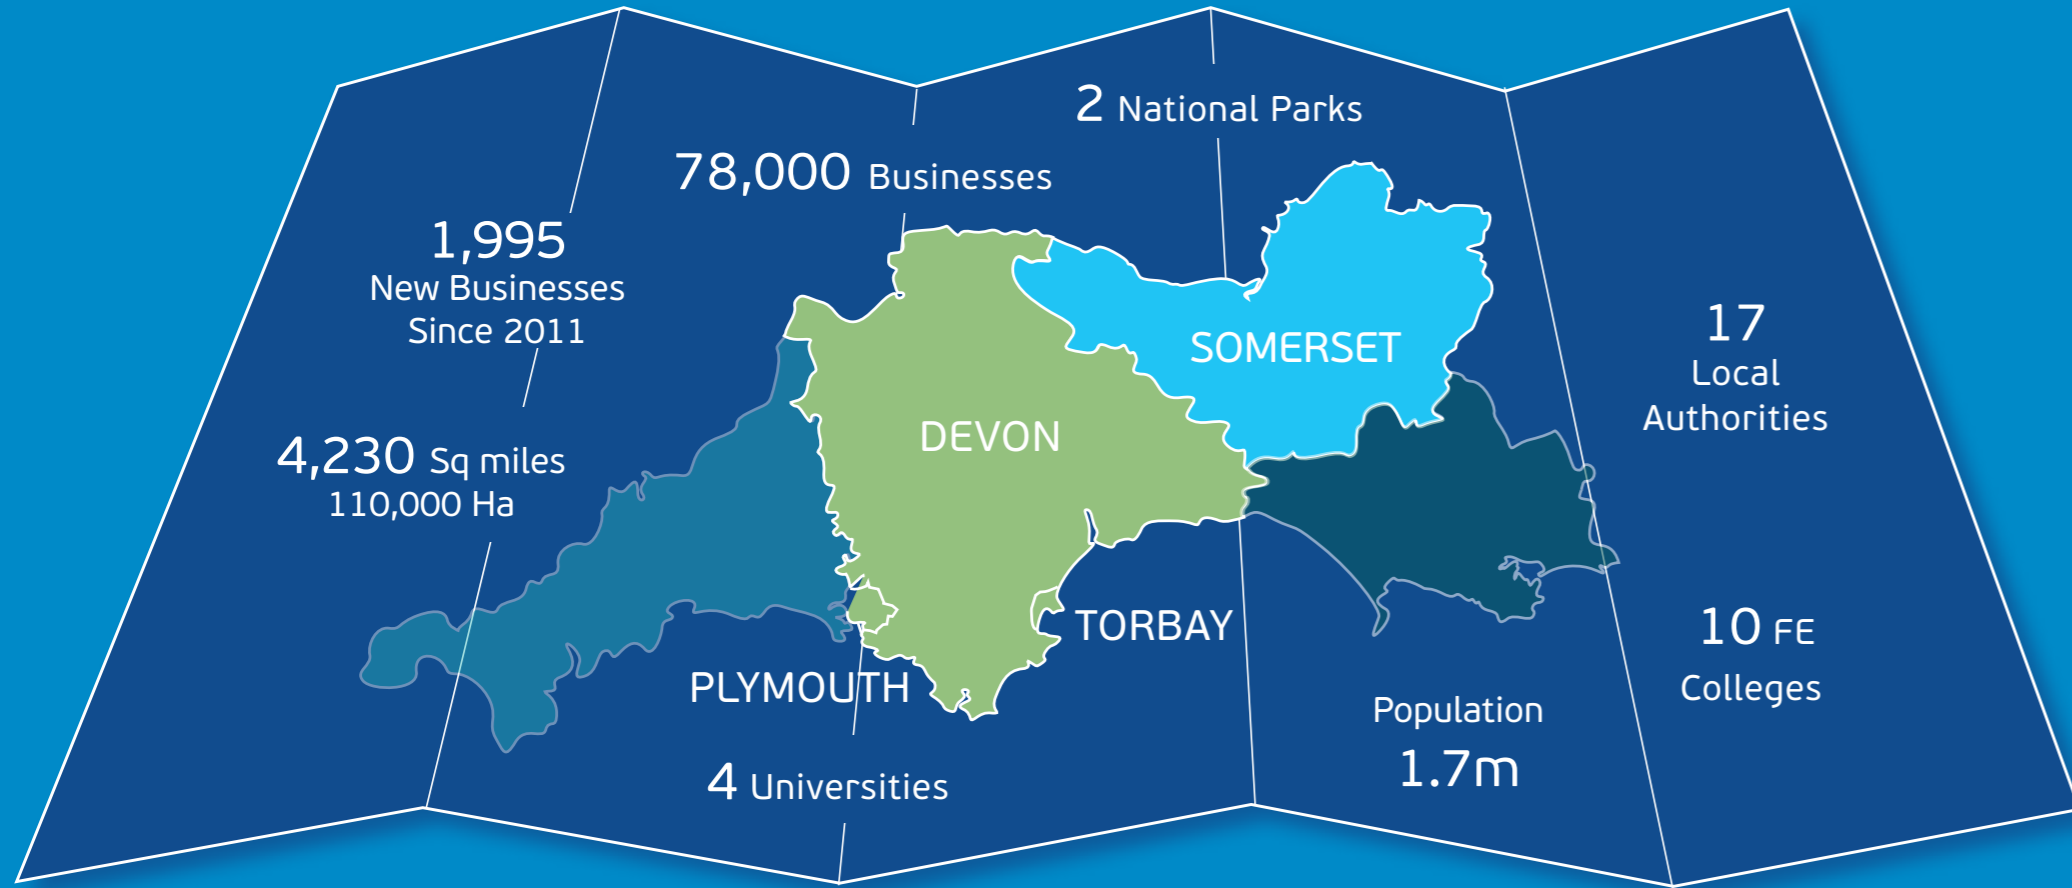 2 National Parks
78,000 Businesses
1,995
New Businesses
Since 2011
SOMERSET
17
Local
Authorities
DEVON
4,230 Sq miles
110,000 Ha
TORBAY
10 FE
Colleges
PLYMOUTH
Population
1.7m
4 Universities